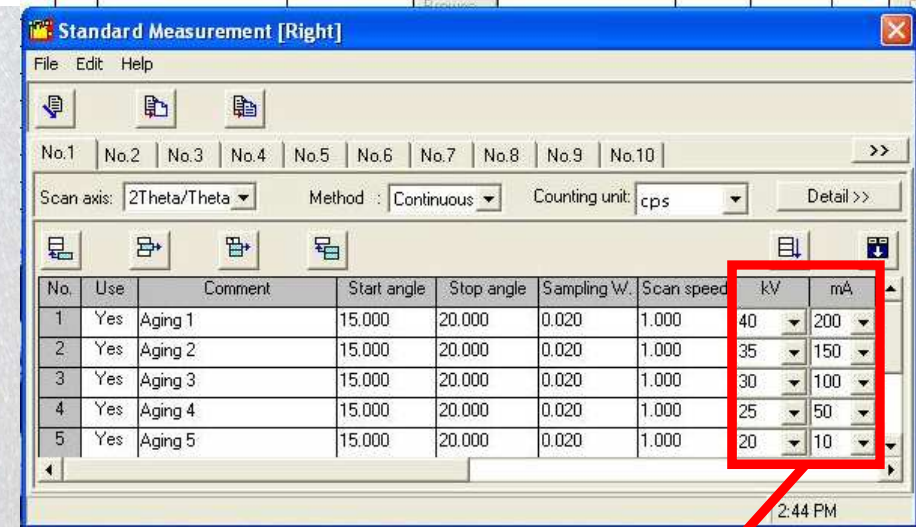 Standard Measurement [Right]
File Edit Help
No.1 No.2 No.3 No.4 No.5 No.6 No.7 No.8 No.9 No.10 >>
Scan axis: 2Theta/Theta Method : Continuous Counting unit: cps Detail >>
No. Use Comment Start angle Stop angle Sampling W. Scan speed kV mA
1 Yes Aging 1 15.000 20.000 0.020 1.000 40 200
2 Yes Aging 2 15.000 20.000 0.020 1.000 35 150
3 Yes Aging 3 15.000 20.000 0.020 1.000 30 100
4 Yes Aging 4 15.000 20.000 0.020 1.000 25 50
5 Yes Aging 5 15.000 20.000 0.020 1.000 20 10
2:44 PM